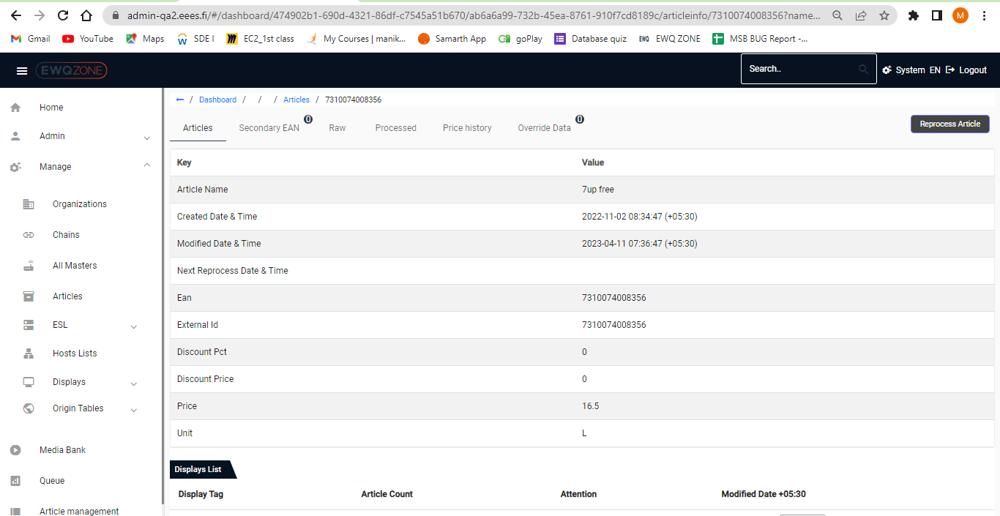 admin-qa2.eees.fi/#/dashboard/474902b1-690d-4321-86df-c7545a51b670/ab6a6a99-732b-45ea-8761-910f7cd8189c/articleinfo/7310074008356?name... M
Gmail YouTube Maps SDE I EC2_1st class My Courses | manik... Samarth App goPlay Database quiz EWQ EWQ ZONE MSB BUG Report -...
EWQZONE Search.. System EN Logout
Home
Admin
Manage
Organizations
Chains
All Masters
Articles
ESL
Hosts Lists
Displays
Origin Tables
Media Bank
Queue
Article management
/ Dashboard / / / Articles / 7310074008356
Articles Secondary EAN 0 Raw Processed Price history Override Data 0 Reprocess Article
Key Value
Article Name 7up free
Created Date & Time 2022-11-02 08:34:47 (+05:30)
Modified Date & Time 2023-04-11 07:36:47 (+05:30)
Next Reprocess Date & Time
Ean 7310074008356
External Id 7310074008356
Discount Pct 0
Discount Price 0
Price 16.5
Unit L
Displays List
Display Tag Article Count Attention Modified Date +05:30